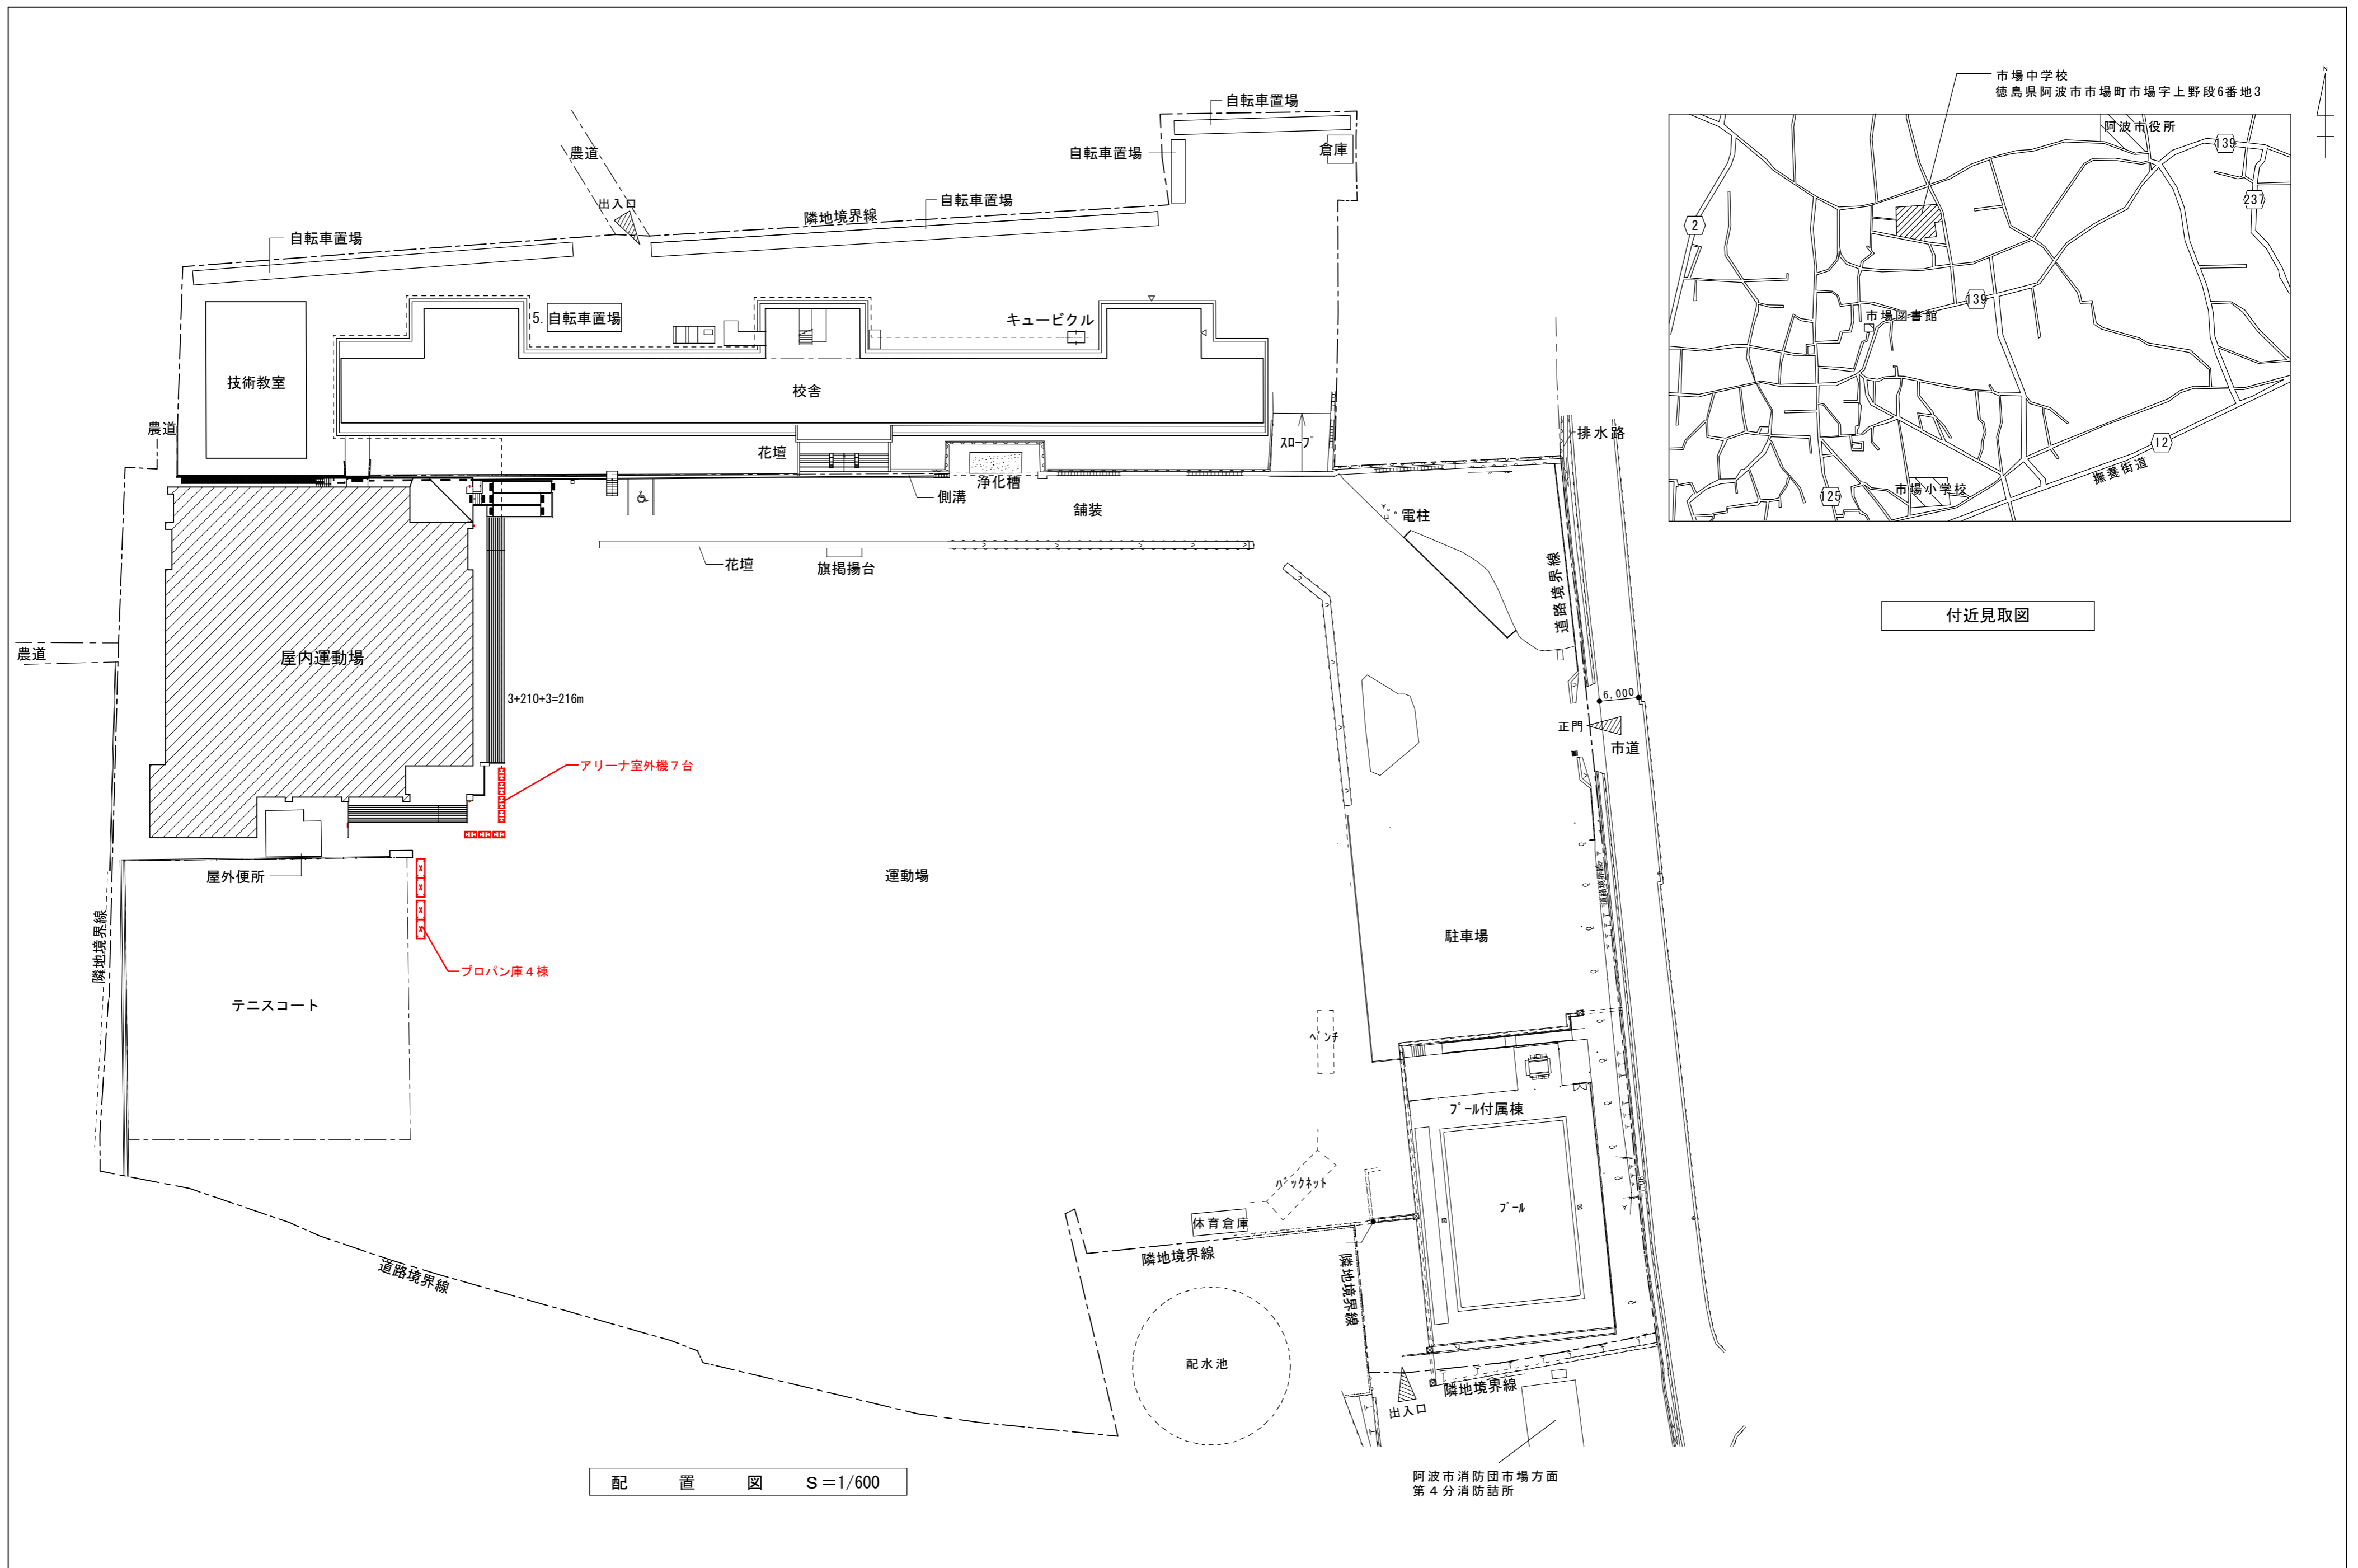 市場中学校
徳島県阿波市市場町市場字上野段6番地3
N
阿波市役所
139
237
2
139
市場図書館
12
撫養街道
市場小学校
125
付近見取図
自転車置場
自転車置場
倉庫
農道
出入口
自転車置場
隣地境界線
自転車置場
5.自転車置場
キュービクル
技術教室
校舎
農道
花壇
スロープ
排水路
浄化槽
側溝
舗装
電柱
花壇
旗掲揚台
道路境界線
農道
屋内運動場
3+210+3=216m
6,000
正門
市道
アリーナ室外機7台
屋外便所
運動場
道路境界線
隣地境界線
駐車場
プロパン庫4棟
テニスコート
ベンチ
プール付属棟
バックネット
プール
体育倉庫
隣地境界線
隣地境界線
道路境界線
配水池
隣地境界線
出入口
阿波市消防団市場方面
第4分消防詰所
配置図 S=1/600